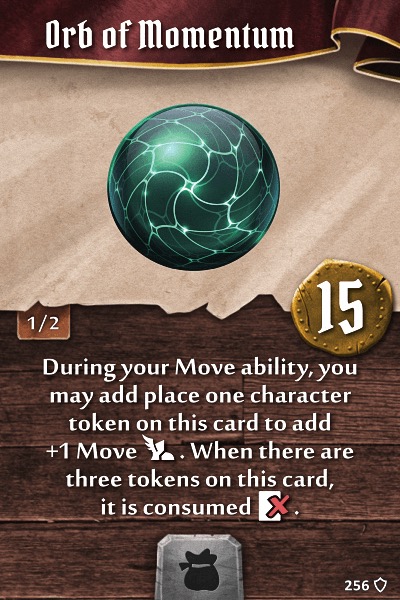 Orb of Momentum
1/2
15
During your Move ability, you
may add place one character
token on this card to add
+1 Move . When there are
three tokens on this card,
it is consumed .
256